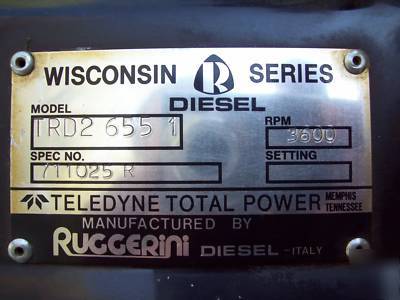 WISCONSIN R SERIES
DIESEL
MODEL
TRD2 655 1
RPM
3600
SPEC NO.
711025 R
SETTING
TELEDYNE TOTAL POWER MEMPHIS TENNESSEE
MANUFACTURED BY
RUGGERINI DIESEL - ITALY